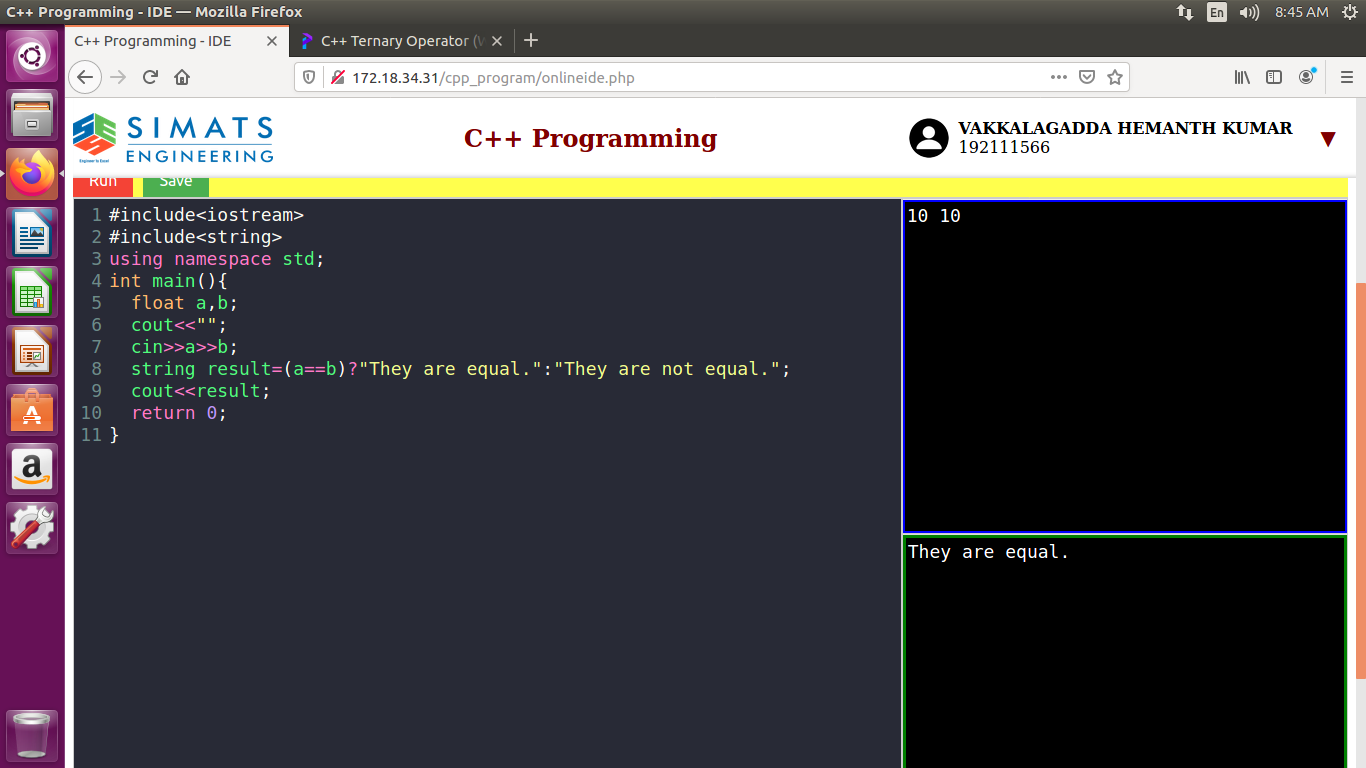 C++ Programming - IDE — Mozilla Firefox
En
8:45 AM
C++ Programming - IDE
C++ Ternary Operator (
172.18.34.31/cpp_program/onlineide.php
SIMATS
ENGINEERING
Engineer to Excel
C++ Programming
VAKKALAGADDA HEMANTH KUMAR
192111566
Run
Save
1 #include<iostream>
2 #include<string>
3 using namespace std;
4 int main(){
5 float a,b;
6 cout<<"";
7 cin>>a>>b;
8 string result=(a==b)?"They are equal.":"They are not equal.";
9 cout<<result;
10 return 0;
11 }
10 10
They are equal.